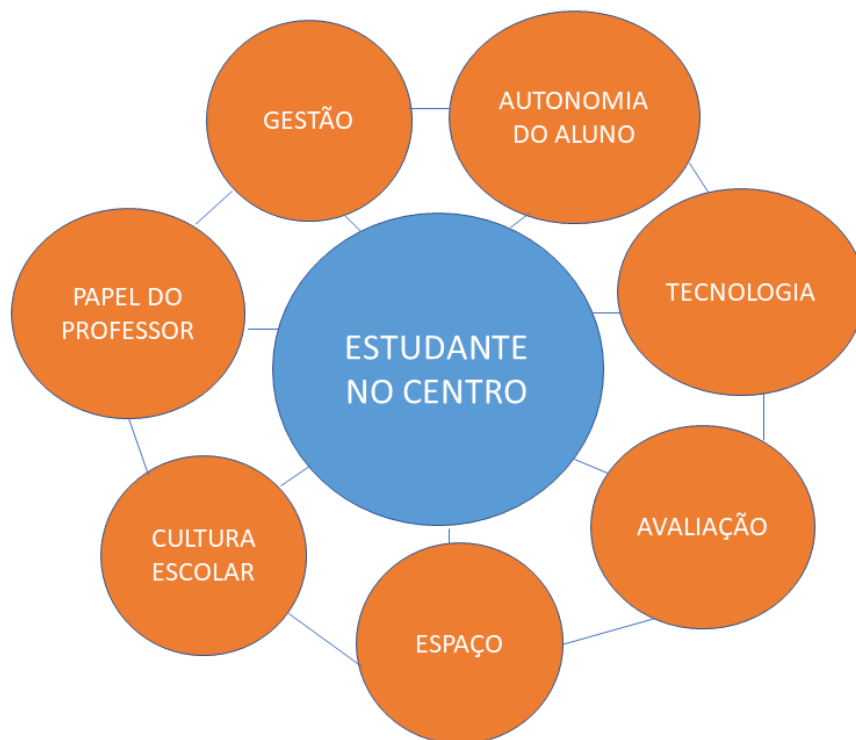 GESTÃO
AUTONOMIA
DO ALUNO
TECNOLOGIA
PAPEL DO
PROFESSOR
ESTUDANTE
NO CENTRO
AVALIAÇÃO
CULTURA
ESCOLAR
ESPAÇO